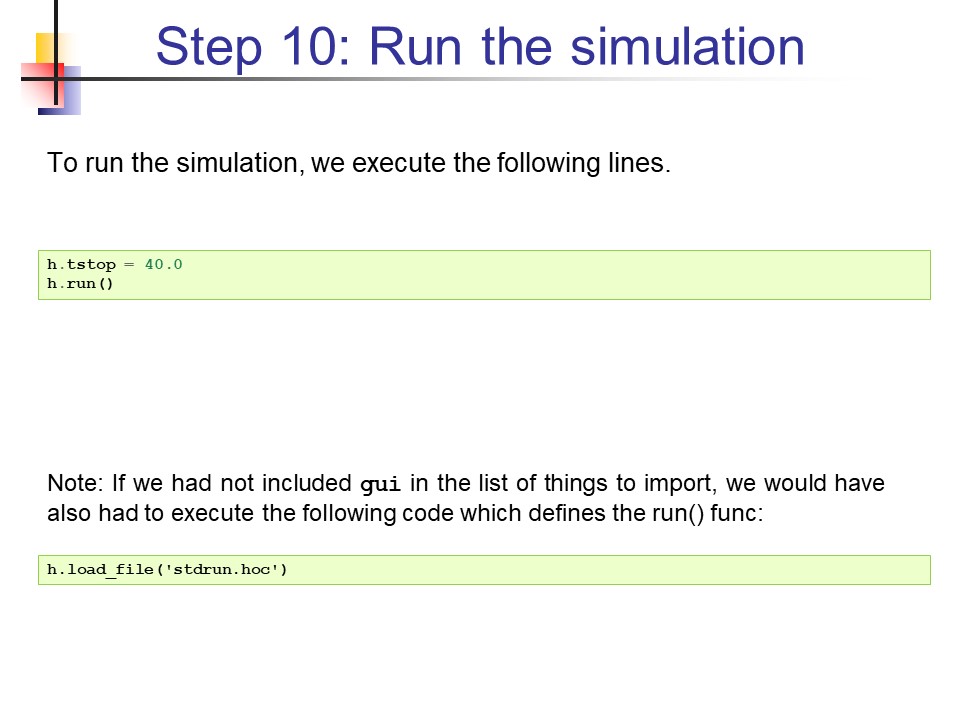 Step 10: Run the simulation
To run the simulation, we execute the following lines.
h.tstop = 40.0
h.run()
Note: If we had not included gui in the list of things to import, we would have
also had to execute the following code which defines the run() func:
h.load_file('stdrun.hoc')